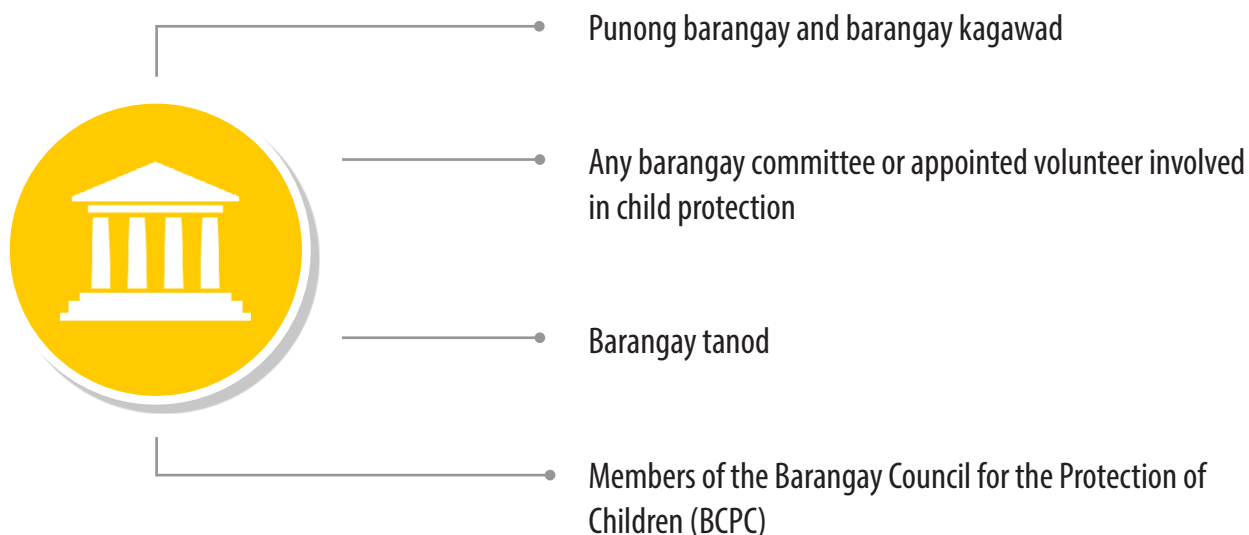 Punong barangay and barangay kagawad
Any barangay committee or appointed volunteer involved
in child protection
Barangay tanod
Members of the Barangay Council for the Protection of
Children (BCPC)